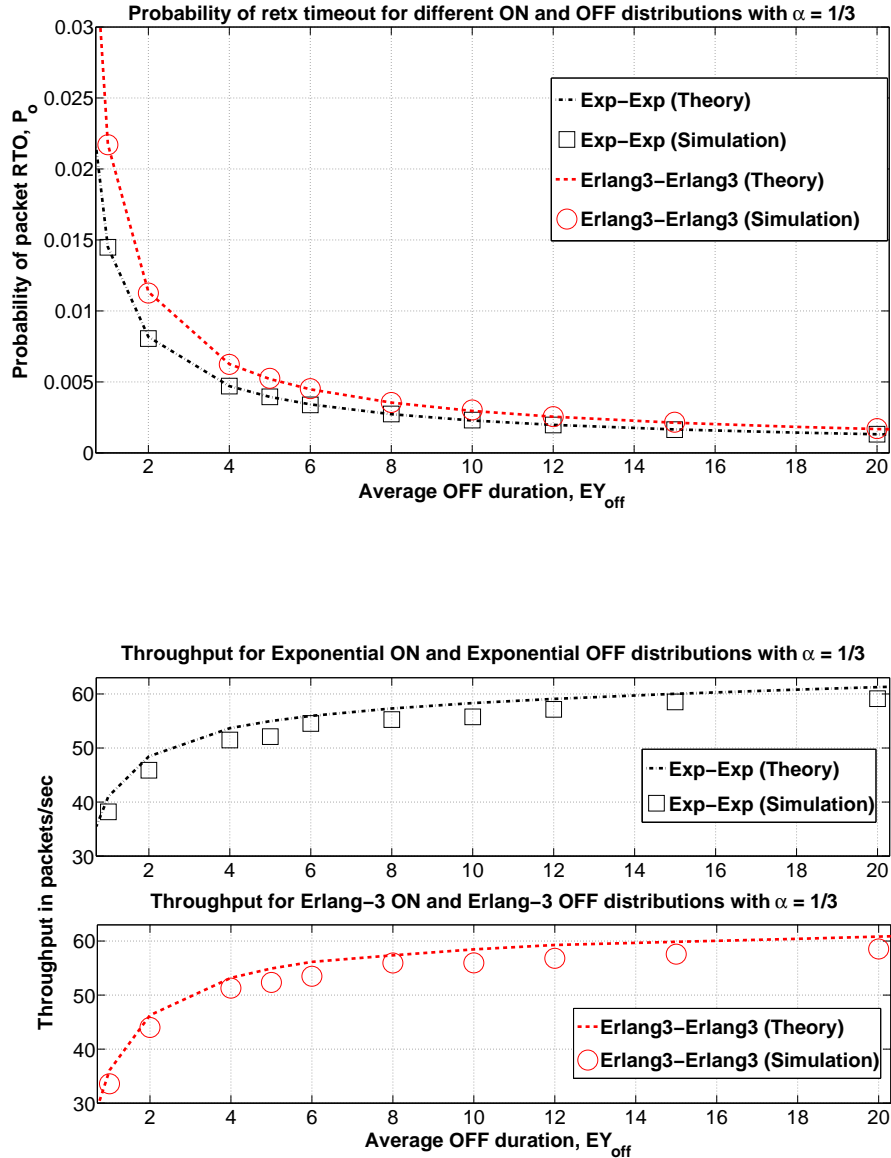 Probability of retx timeout for different ON and OFF distributions with α = 1/3
0.03
0.025
0.02
0.015
0.01
0.005
0
Probability of packet RTO, P_o
Exp−Exp (Theory)
Exp−Exp (Simulation)
Erlang3−Erlang3 (Theory)
Erlang3−Erlang3 (Simulation)
2 4 6 8 10 12 14 16 18 20
Average OFF duration, EY_off
Throughput for Exponential ON and Exponential OFF distributions with α = 1/3
60
50
40
30
Exp−Exp (Theory)
Exp−Exp (Simulation)
2 4 6 8 10 12 14 16 18 20
Throughput in packets/sec
Throughput for Erlang−3 ON and Erlang−3 OFF distributions with α = 1/3
60
50
40
30
Erlang3−Erlang3 (Theory)
Erlang3−Erlang3 (Simulation)
2 4 6 8 10 12 14 16 18 20
Average OFF duration, EY_off